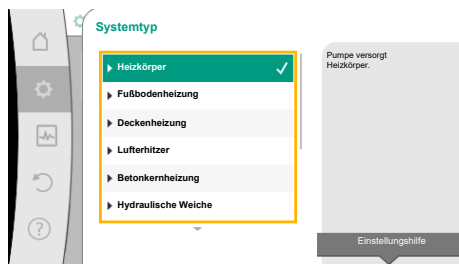 Systemtyp
Heizkörper
Fußbodenheizung
Deckenheizung
Lufterhitzer
Betonkernheizung
Hydraulische Weiche
Pumpe versorgt
Heizkörper.
Einstellungshilfe